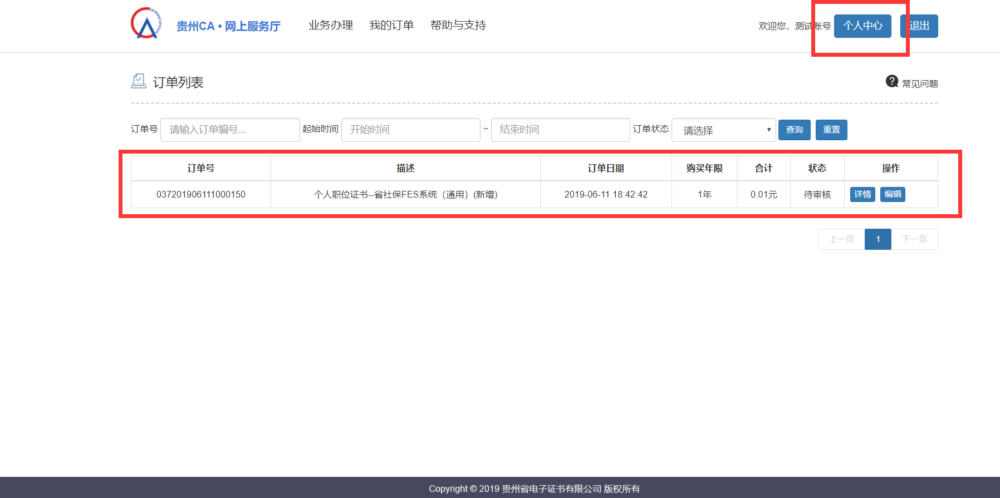 贵州CA • 网上服务厅 业务办理 我的订单 帮助与支持 欢迎您，测试账号 个人中心 退出
订单列表 常见问题
订单号 请输入订单编号... 起始时间 开始时间 ~ 结束时间 订单状态 请选择 查询 重置
订单号 描述 订单日期 购买年限 合计 状态 操作
037201906111000150 个人职位证书--省社保FES系统（通用）(新增) 2019-06-11 18:42:42 1年 0.01元 待审核 详情 编辑
上一页 1 下一页
Copyright © 2019 贵州省电子证书有限公司 版权所有